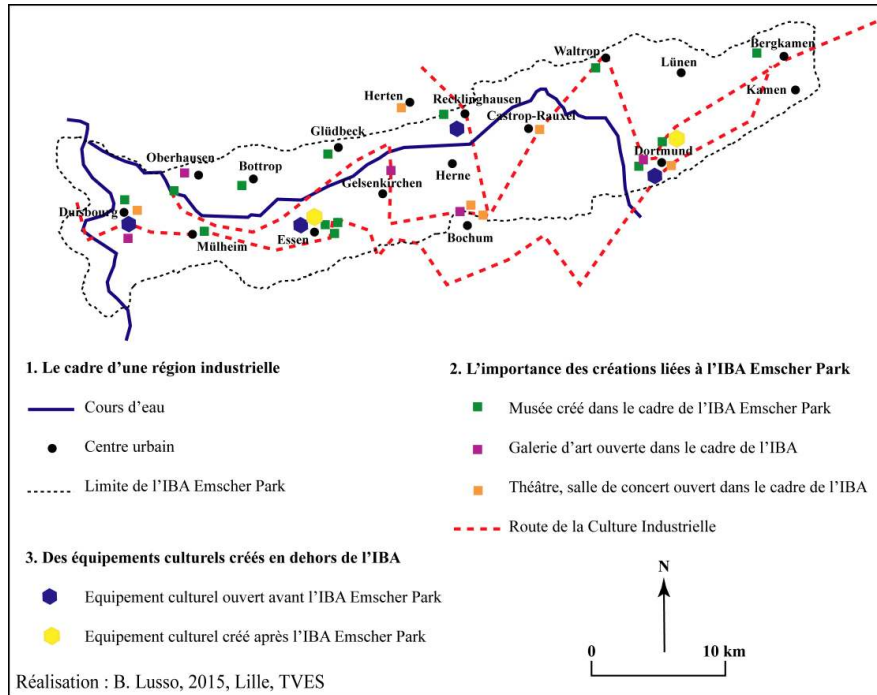 Waltrop
Bergkamen
Lünen
Kamen
Herten
Recklinghausen
Castrop-Rauxel
Glüdbeck
Oberhausen
Bottrop
Dortmund
Herne
Gelsenkirchen
Duisbourg
Mülheim
Essen
Bochum
1. Le cadre d'une région industrielle
Cours d'eau
Centre urbain
Limite de l'IBA Emscher Park
2. L'importance des créations liées à l'IBA Emscher Park
Musée créé dans le cadre de l'IBA Emscher Park
Galerie d'art ouverte dans le cadre de l'IBA
Théâtre, salle de concert ouvert dans le cadre de l'IBA
Route de la Culture Industrielle
3. Des équipements culturels créés en dehors de l'IBA
Equipement culturel ouvert avant l'IBA Emscher Park
Equipement culturel créé après l'IBA Emscher Park
N
0 10 km
Réalisation : B. Lusso, 2015, Lille, TVES